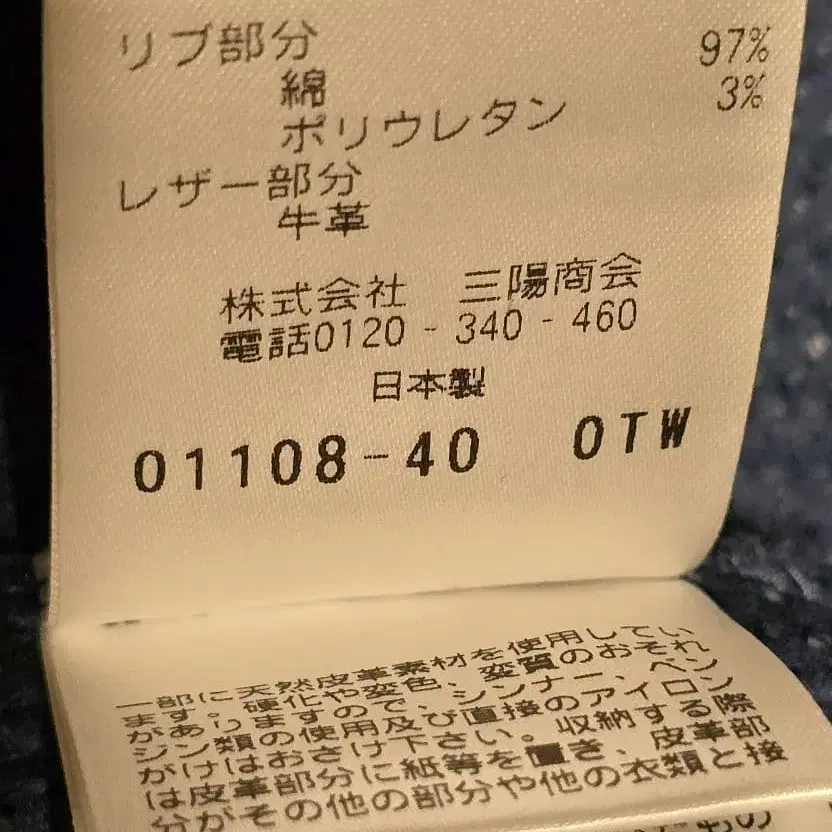 リブ部分
綿 97%
ポリウレタン 3%
レザー部分
牛革
株式会社 三陽商会
電話0120-340-460
日本製
01108-40 OTW
一部に天然皮革素材を使用してい
ます。硬化や変色、変質のおそれ
がありますので、シンナー、ベン
ジン類の使用及び直接のアイロン
がけはおさけ下さい。収納する際
は皮革部分に紙等を置き、皮革部
分がその他の部分や他の衣類と接